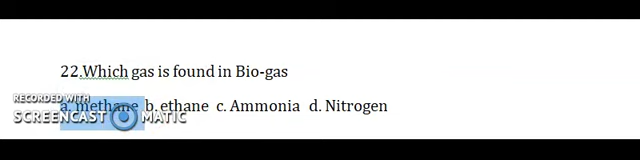 22.Which gas is found in Bio-gas
a. methane b. ethane c. Ammonia d. Nitrogen
RECORDED WITH
SCREENCAST MATIC